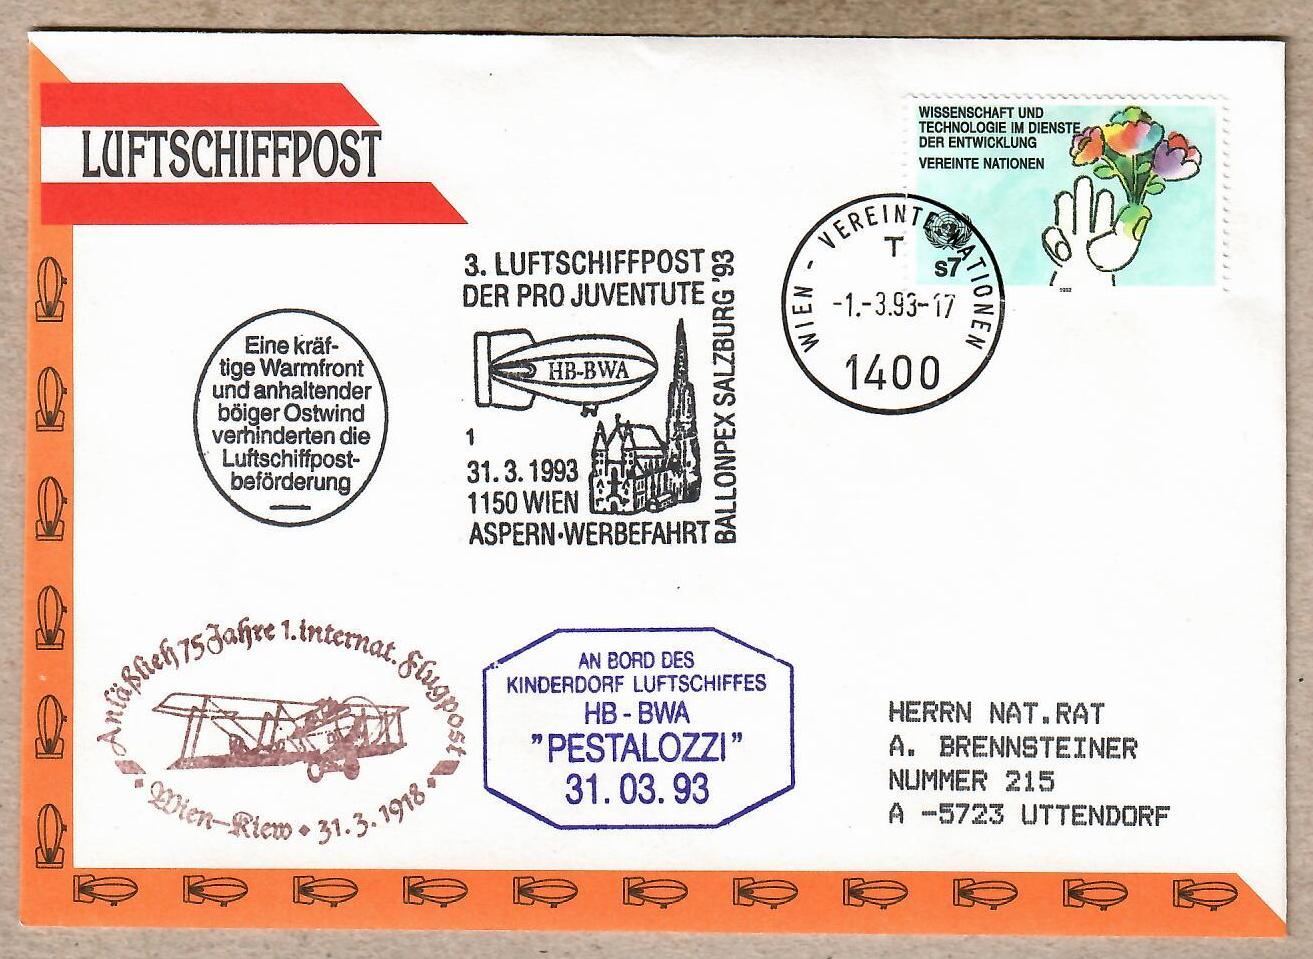 LUFTSCHIFFPOST
WISSENSCHAFT UND
TECHNOLOGIE IM DIENSTE
DER ENTWICKLUNG
VEREINTE NATIONEN
s7
1992
WIEN - VEREINTE NATIONEN
T
-1.-3.93-17
1400
3. LUFTSCHIFFPOST
DER PRO JUVENTUTE
HB-BWA
1
31.3.1993
1150 WIEN
ASPERN·WERBEFAHRT
BALLONPEX SALZBURG '93
Eine kräf-
tige Warmfront
und anhaltender
böiger Ostwind
verhinderten die
Luftschiffpost-
beförderung
Anläßlich 75 Jahre 1. internat. Flugpost
Wien-Kiew • 31.3.1918
AN BORD DES
KINDERDORF LUFTSCHIFFES
HB - BWA
"PESTALOZZI"
31.03.93
HERRN NAT.RAT
A. BRENNSTEINER
NUMMER 215
A -5723 UTTENDORF